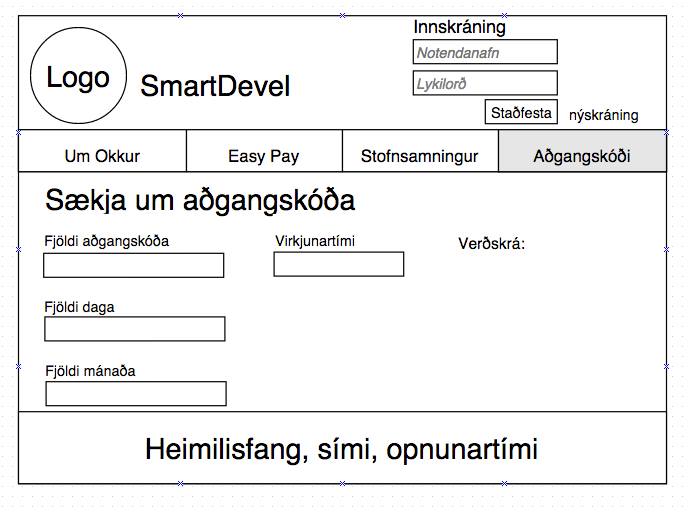 Innskráning
Notendanafn
Lykilorð
Logo
SmartDevel
Staðfesta
nýskráning
Um Okkur
Easy Pay
Stofnsamningur
Aðgangskóði
Sækja um aðgangskóða
Fjöldi aðgangskóða
Virkjunartími
Verðskrá:
Fjöldi daga
Fjöldi mánaða
Heimilisfang, sími, opnunartími